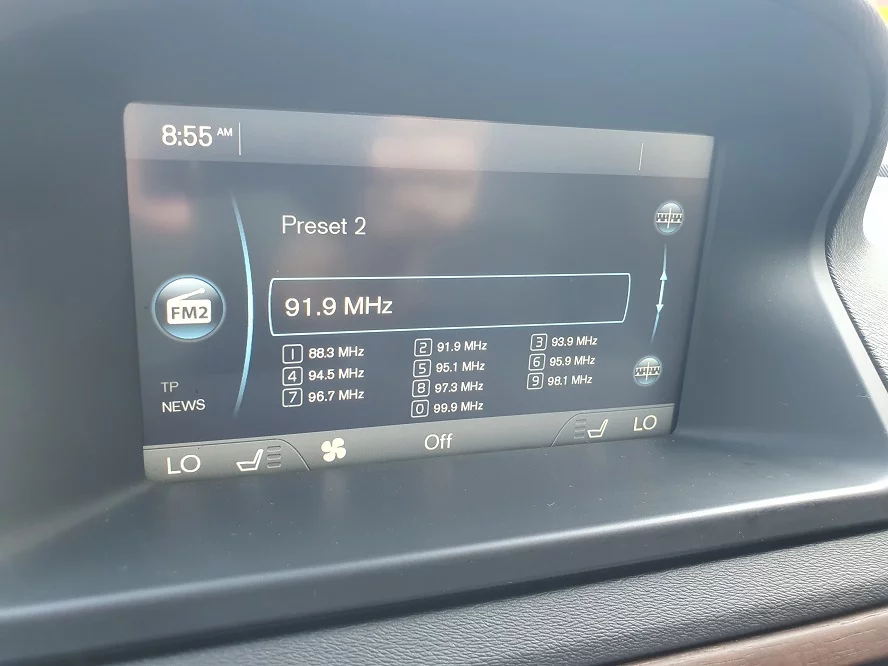 8:55 AM
Preset 2
FM2
91.9 MHz
1 88.3 MHz 2 91.9 MHz 3 93.9 MHz
4 94.5 MHz 5 95.1 MHz 6 95.9 MHz
7 96.7 MHz 8 97.3 MHz 9 98.1 MHz
0 99.9 MHz
TP
NEWS
LO Off LO